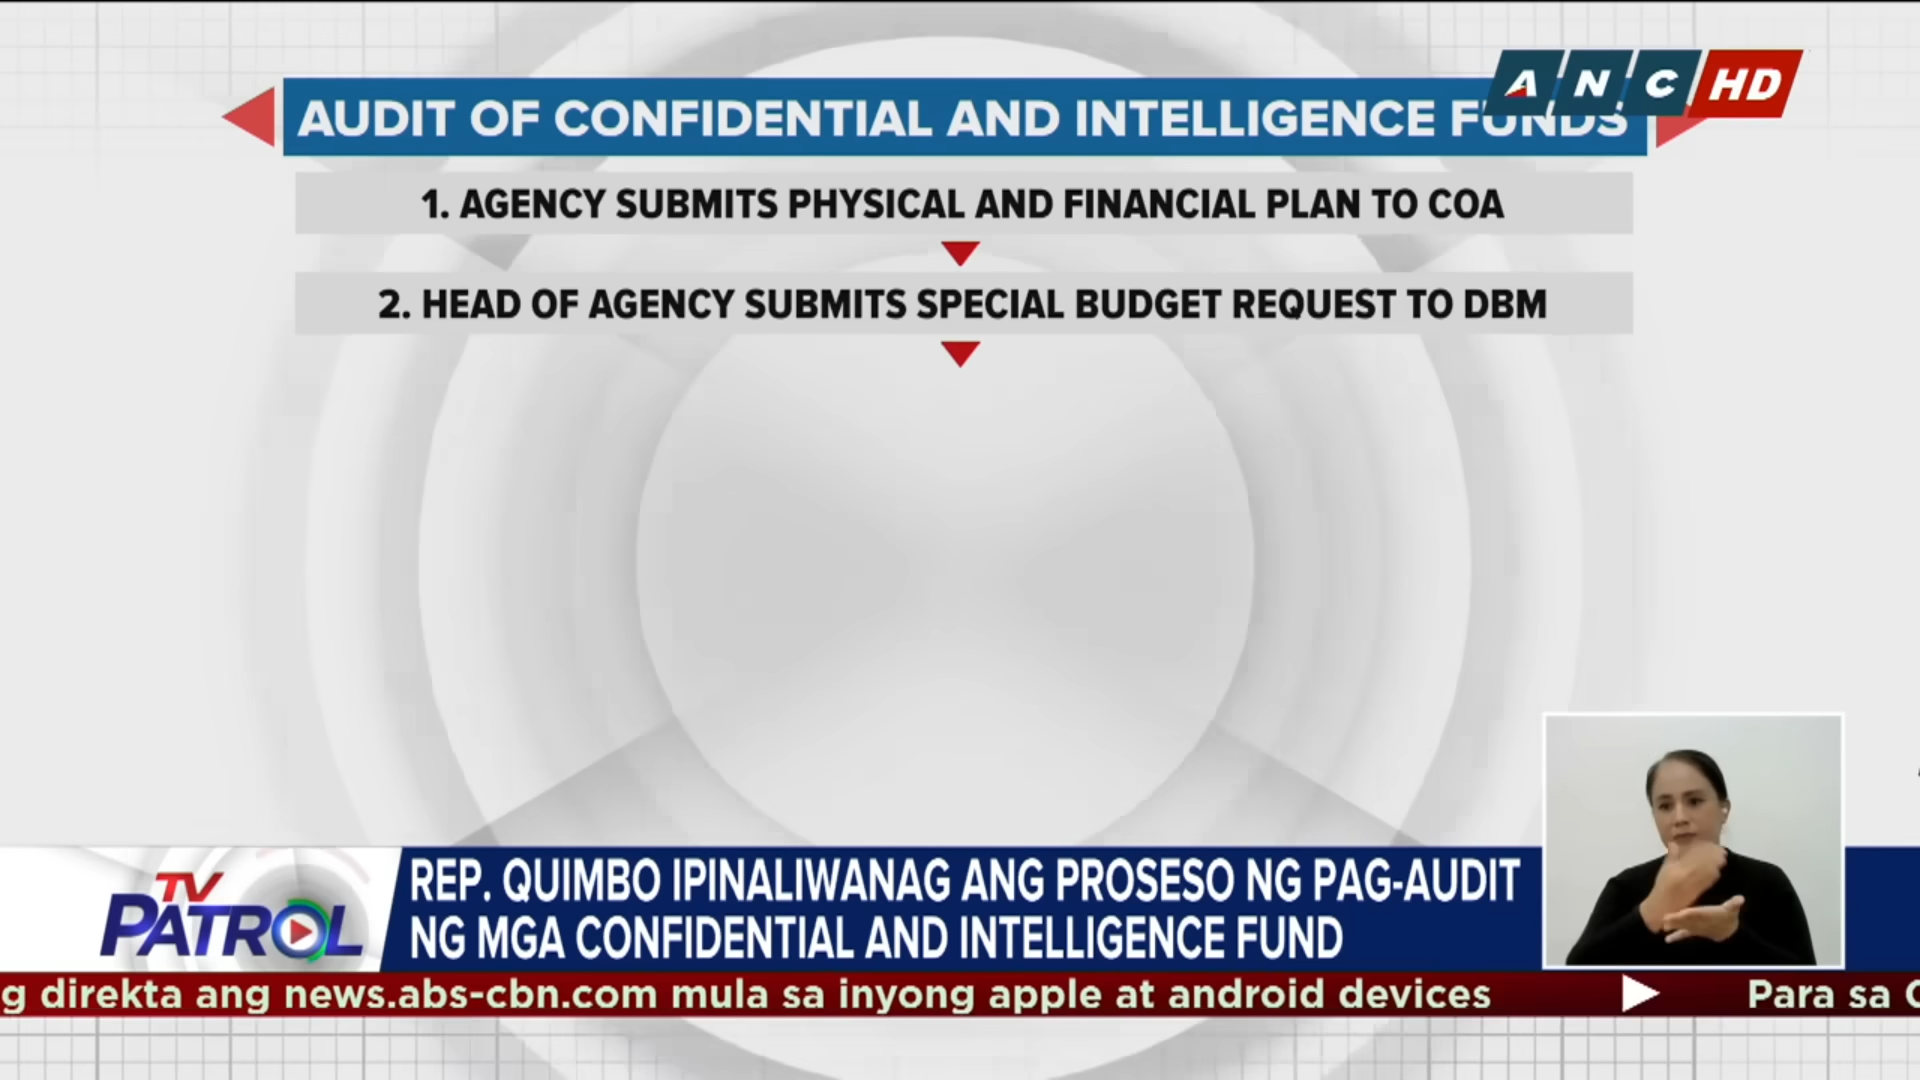 ANC HD
AUDIT OF CONFIDENTIAL AND INTELLIGENCE FUNDS
1. AGENCY SUBMITS PHYSICAL AND FINANCIAL PLAN TO COA
2. HEAD OF AGENCY SUBMITS SPECIAL BUDGET REQUEST TO DBM
TV PATROL
REP. QUIMBO IPINALIWANAG ANG PROSESO NG PAG-AUDIT
NG MGA CONFIDENTIAL AND INTELLIGENCE FUND
g direkta ang news.abs-cbn.com mula sa inyong apple at android devices Para sa